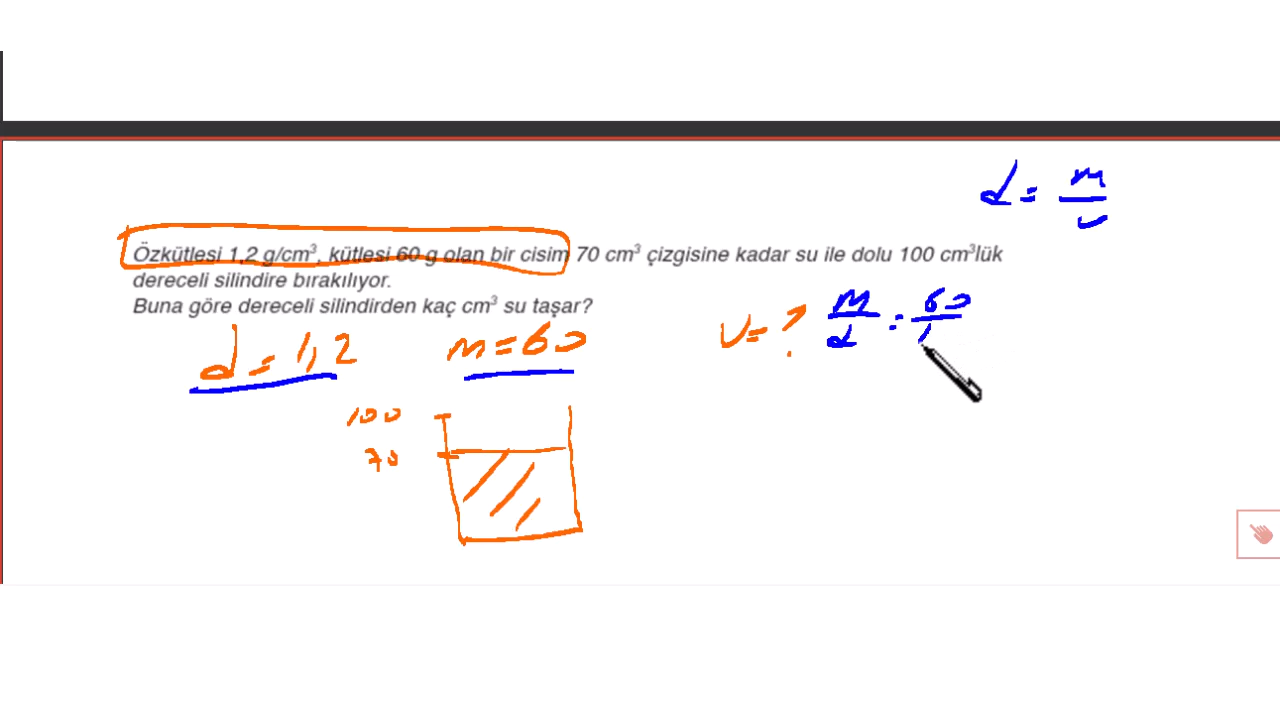 d = m/v
Özkütlesi 1,2 g/cm³, kütlesi 60 g olan bir cisim 70 cm³ çizgisine kadar su ile dolu 100 cm³lük
dereceli silindire bırakılıyor.
Buna göre dereceli silindirden kaç cm³ su taşar?
v = ? m/d = 60/1
d = 1,2 m = 60
100
70